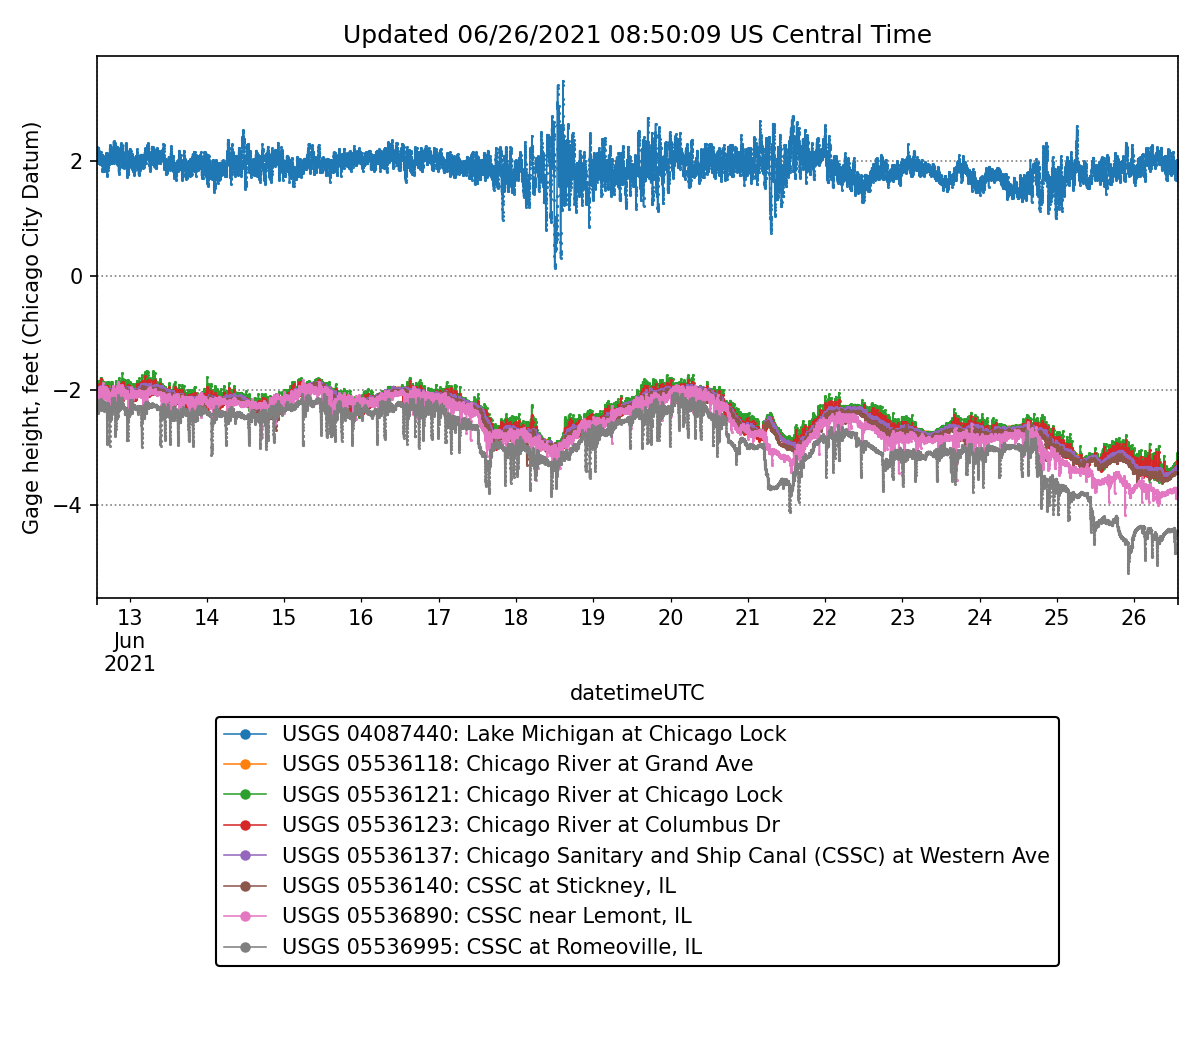 Updated 06/26/2021 08:50:09 US Central Time
Gage height, feet (Chicago City Datum)
2
0
−2
−4
13 14 15 16 17 18 19 20 21 22 23 24 25 26
Jun
2021
datetimeUTC
USGS 04087440: Lake Michigan at Chicago Lock
USGS 05536118: Chicago River at Grand Ave
USGS 05536121: Chicago River at Chicago Lock
USGS 05536123: Chicago River at Columbus Dr
USGS 05536137: Chicago Sanitary and Ship Canal (CSSC) at Western Ave
USGS 05536140: CSSC at Stickney, IL
USGS 05536890: CSSC near Lemont, IL
USGS 05536995: CSSC at Romeoville, IL